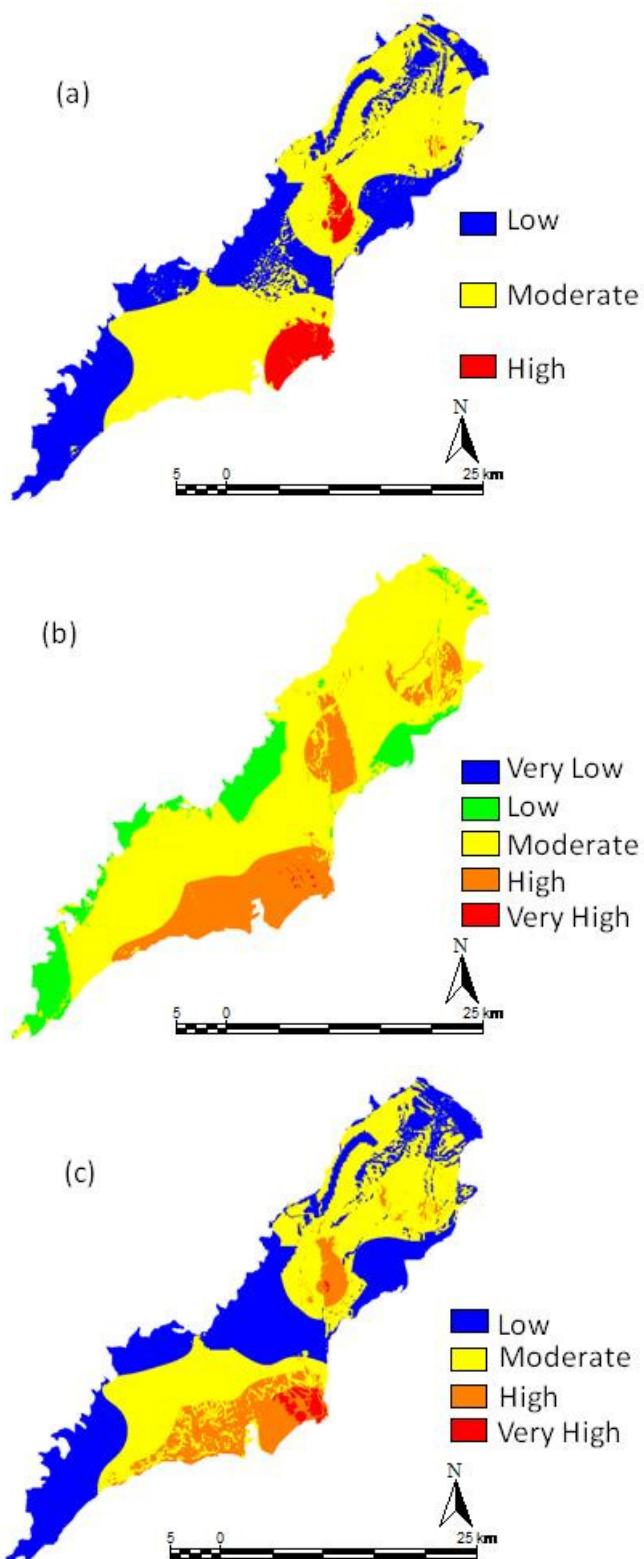 (a)
Low
Moderate
High
N
5 0 25 km
(b)
Very Low
Low
Moderate
High
Very High
N
5 0 25 km
(c)
Low
Moderate
High
Very High
N
5 0 25 km